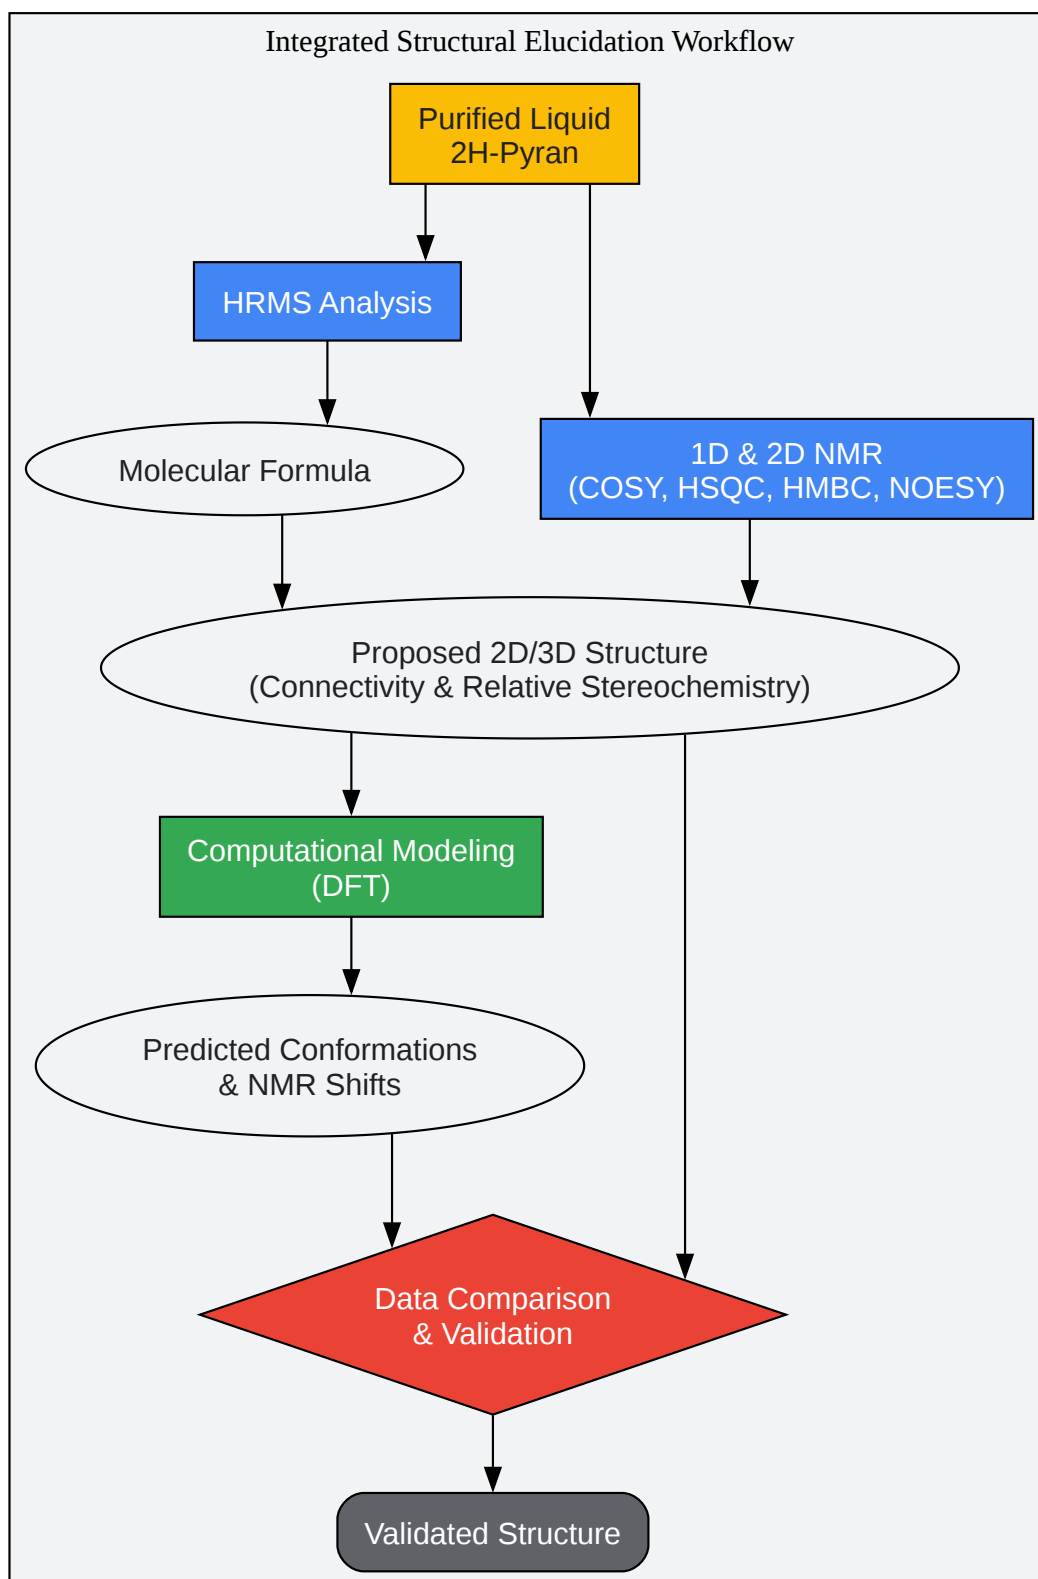 Integrated Structural Elucidation Workflow
Purified Liquid
2H-Pyran
HRMS Analysis
Molecular Formula
1D & 2D NMR
(COSY, HSQC, HMBC, NOESY)
Proposed 2D/3D Structure
(Connectivity & Relative Stereochemistry)
Computational Modeling
(DFT)
Predicted Conformations
& NMR Shifts
Data Comparison
& Validation
Validated Structure